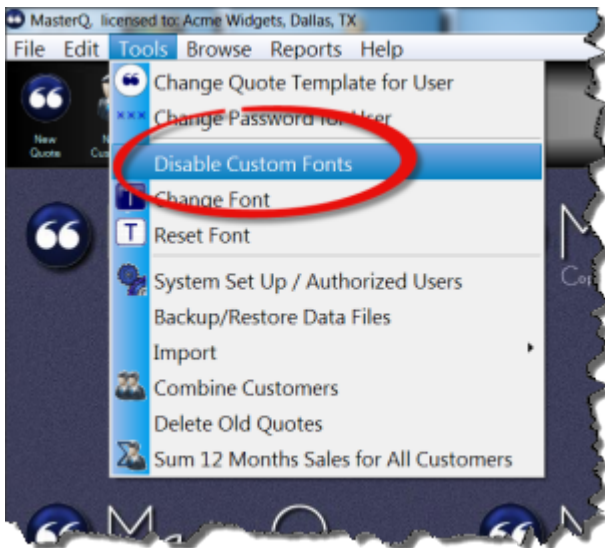 MasterQ, licensed to: Acme Widgets, Dallas, TX
File Edit Tools Browse Reports Help
New
Quote
Change Quote Template for User
Change Password for User
Disable Custom Fonts
Change Font
Reset Font
System Set Up / Authorized Users
Backup/Restore Data Files
Import
Combine Customers
Delete Old Quotes
Sum 12 Months Sales for All Customers